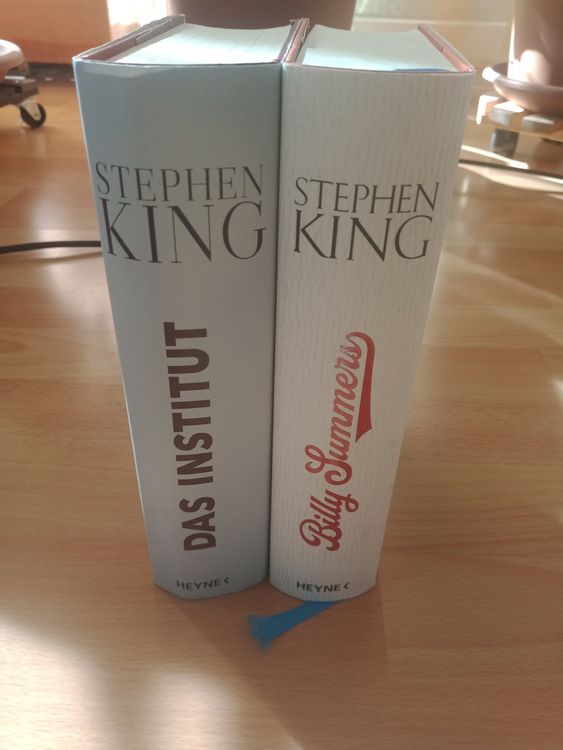 STEPHEN
KING
DAS INSTITUT
HEYNE <
STEPHEN
KING
Billy Summers
HEYNE <